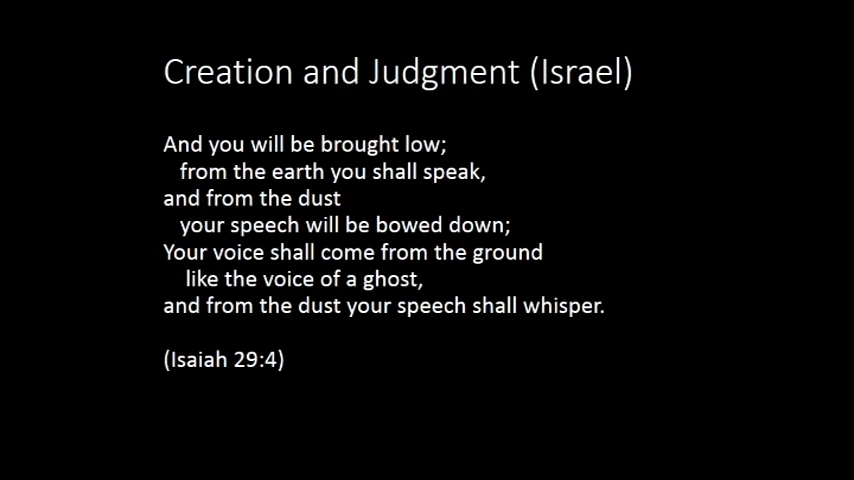 Creation and Judgment (Israel)
And you will be brought low;
from the earth you shall speak,
and from the dust
your speech will be bowed down;
Your voice shall come from the ground
like the voice of a ghost,
and from the dust your speech shall whisper.
(Isaiah 29:4)